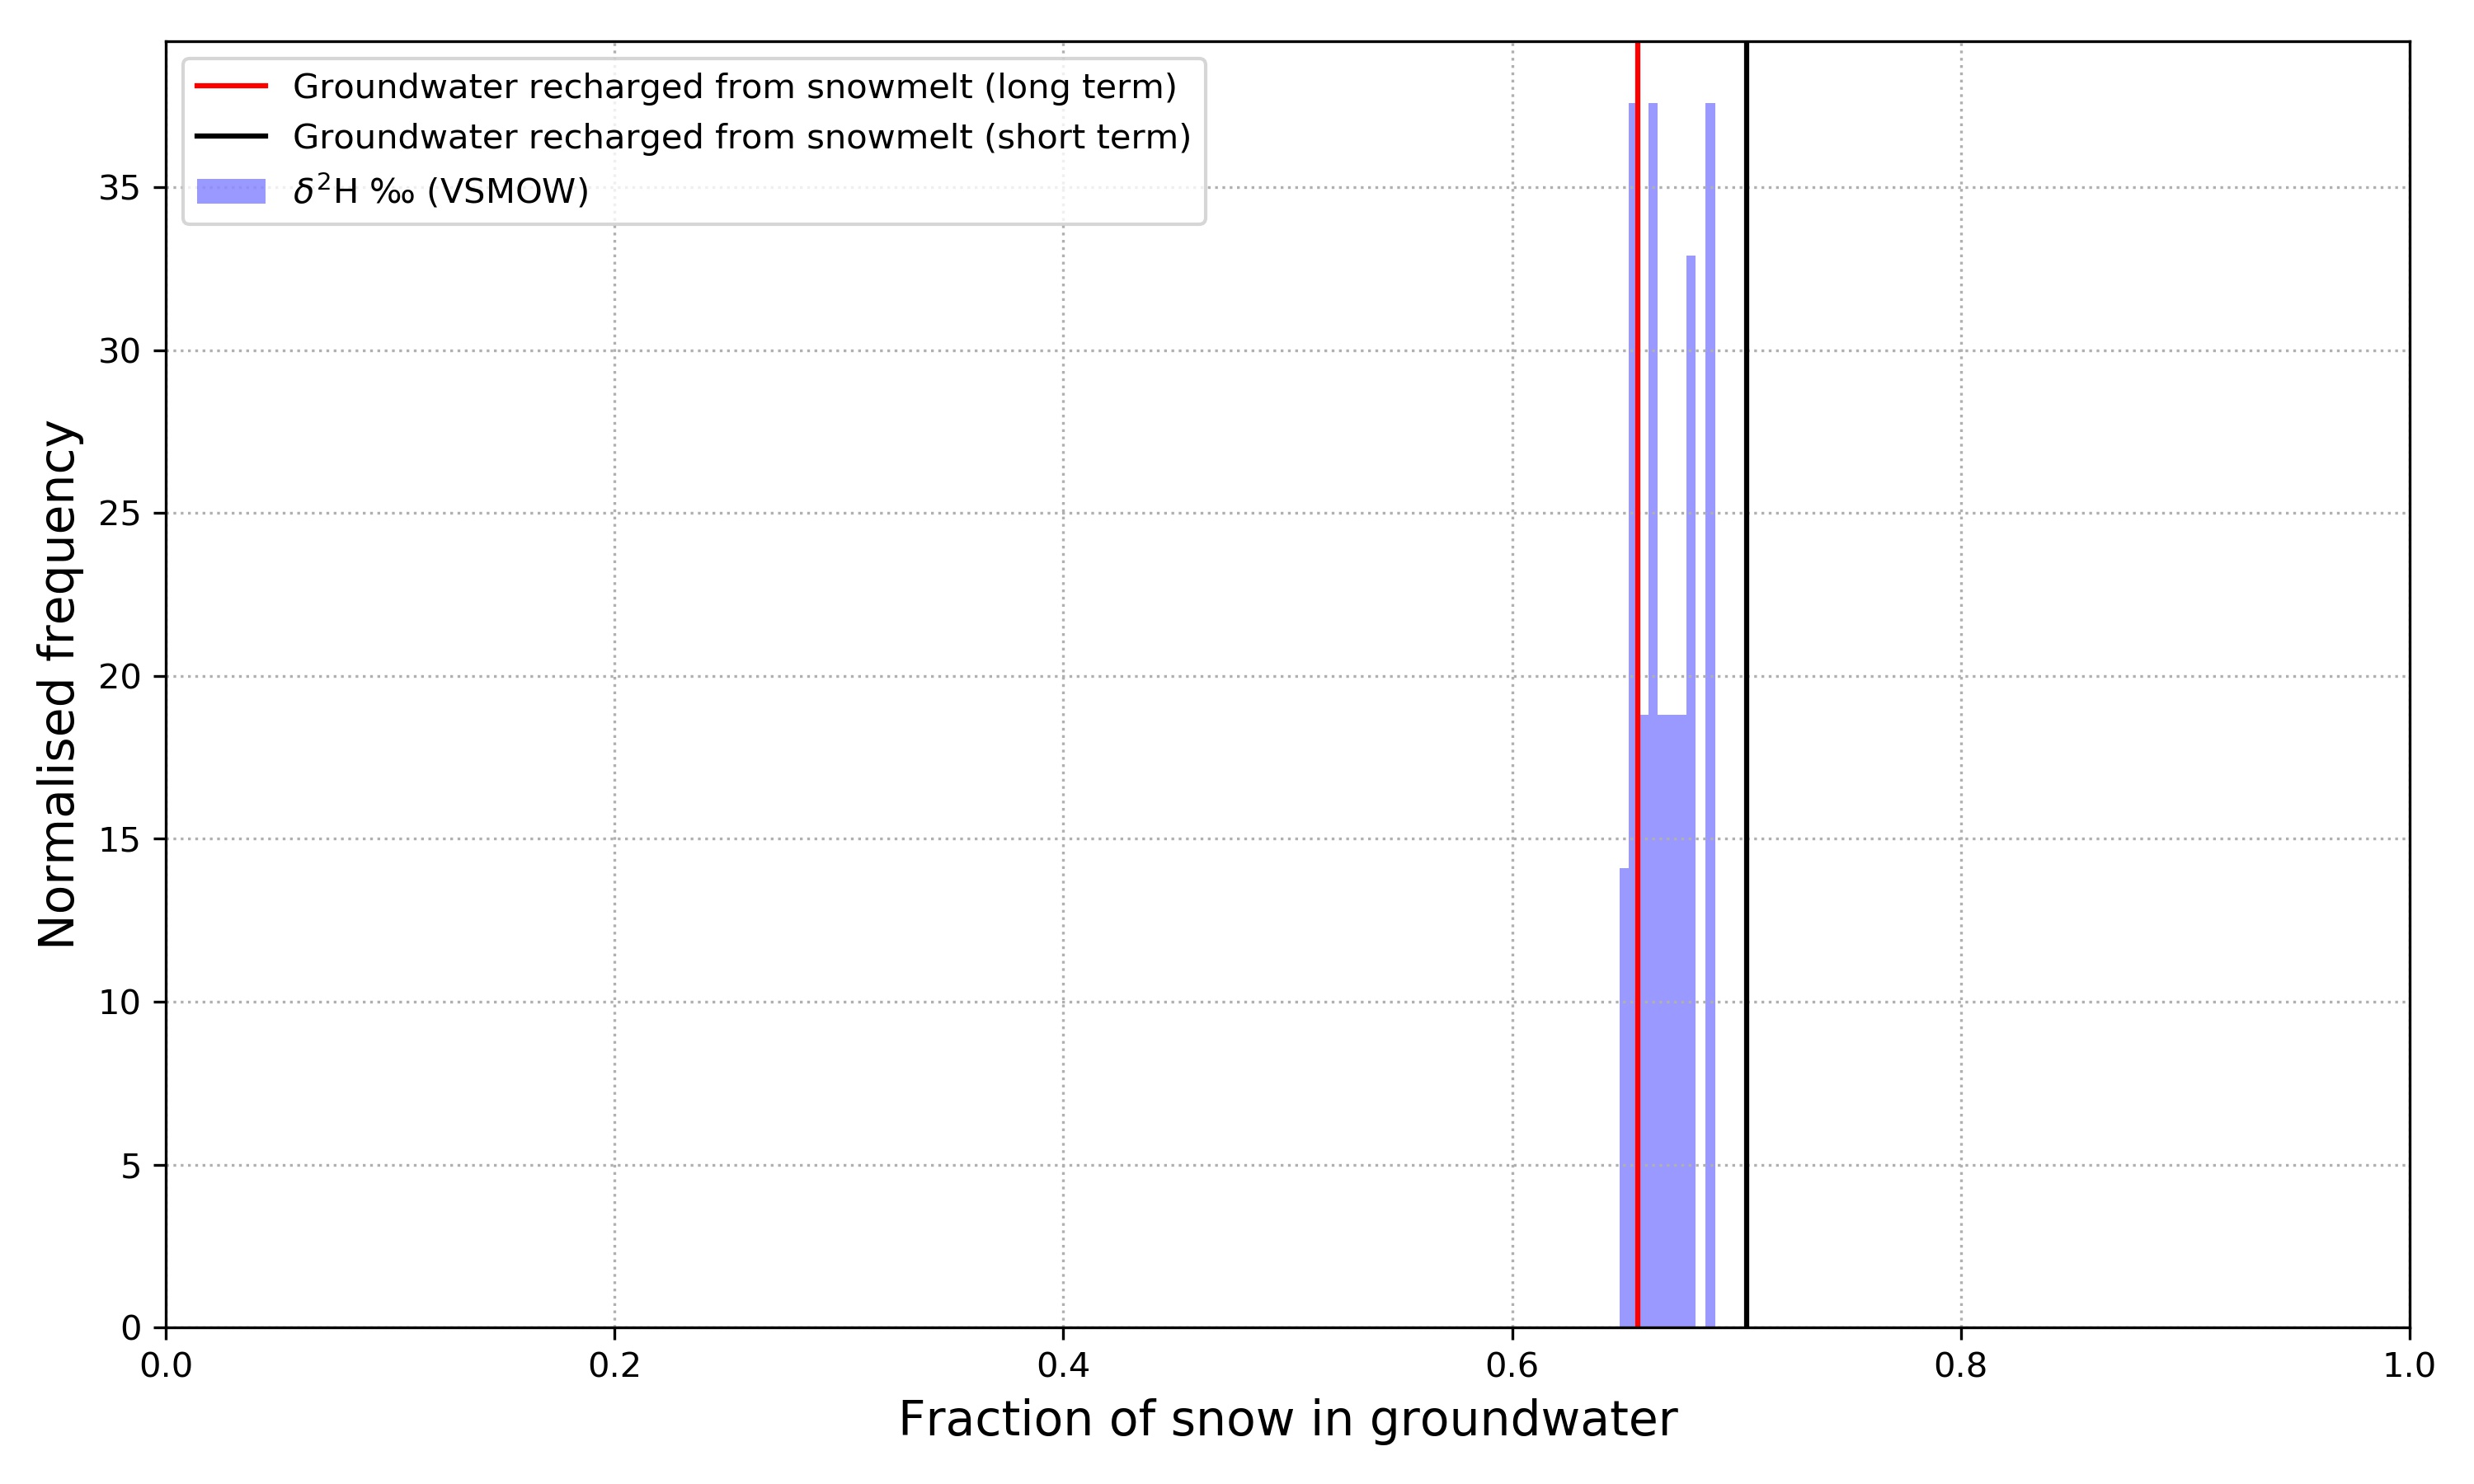 Groundwater recharged from snowmelt (long term)
Groundwater recharged from snowmelt (short term)
δ²H ‰ (VSMOW)
Normalised frequency
35
30
25
20
15
10
5
0
0.0 0.2 0.4 0.6 0.8 1.0
Fraction of snow in groundwater